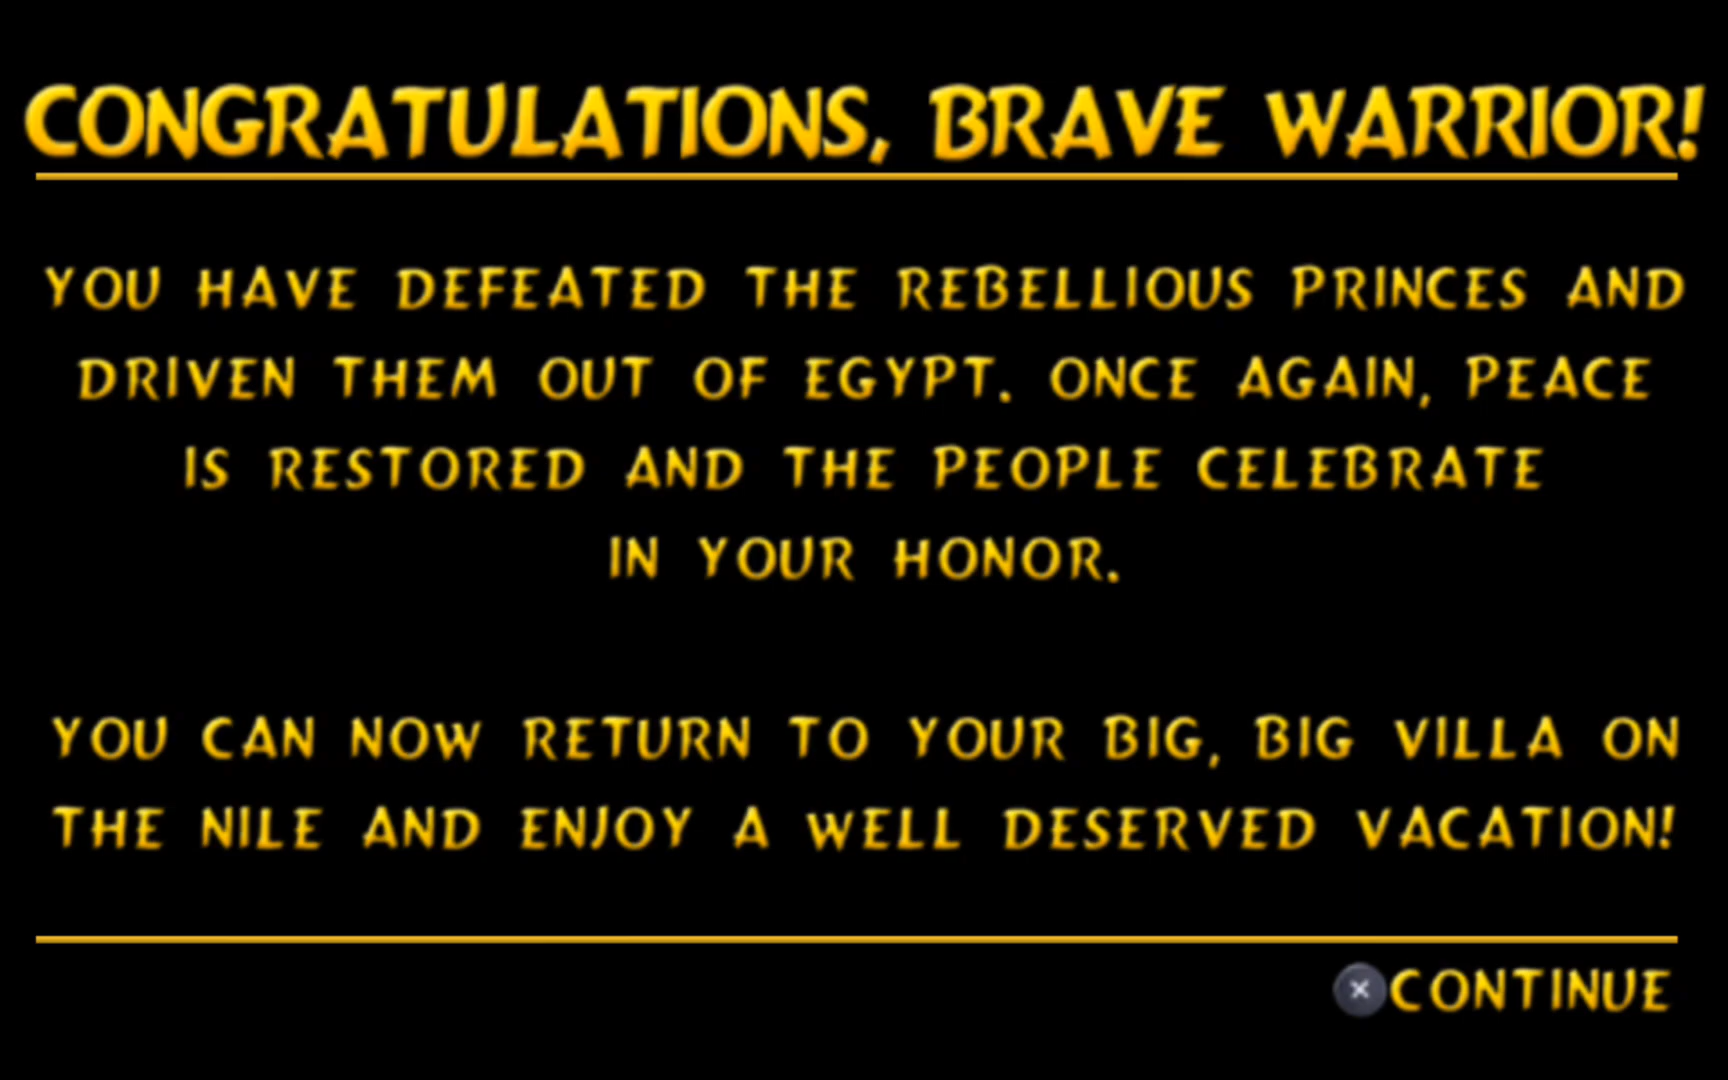 CONGRATULATIONS, BRAVE WARRIOR!
YOU HAVE DEFEATED THE REBELLIOUS PRINCES AND
DRIVEN THEM OUT OF EGYPT. ONCE AGAIN, PEACE
IS RESTORED AND THE PEOPLE CELEBRATE
IN YOUR HONOR.
YOU CAN NOW RETURN TO YOUR BIG, BIG VILLA ON
THE NILE AND ENJOY A WELL DESERVED VACATION!
CONTINUE